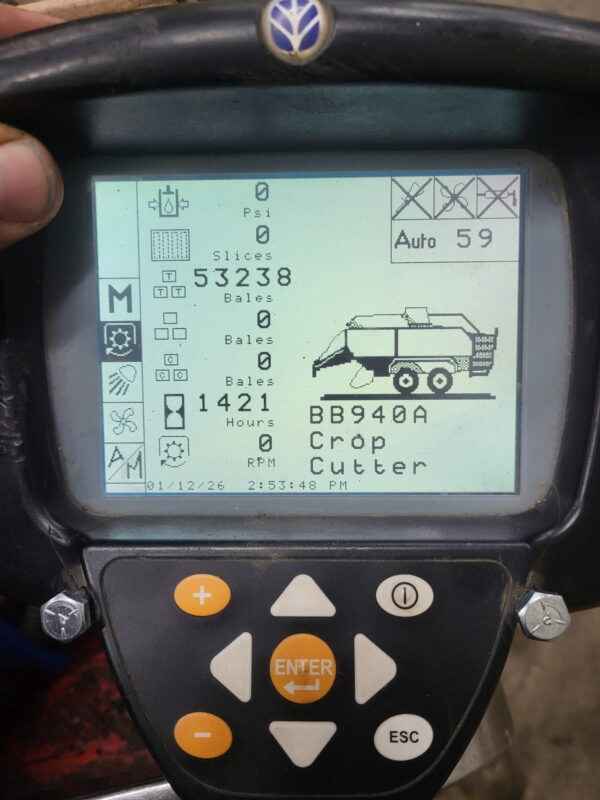 0
Psi
0
Slices
T
T T
53238
Bales
0
Bales
C
C C
0
Bales
1421
Hours
0
RPM
M
A/M
Auto 59
BB940A
Crop
Cutter
01/12/26 2:53:48 PM
+
ENTER
-
ESC